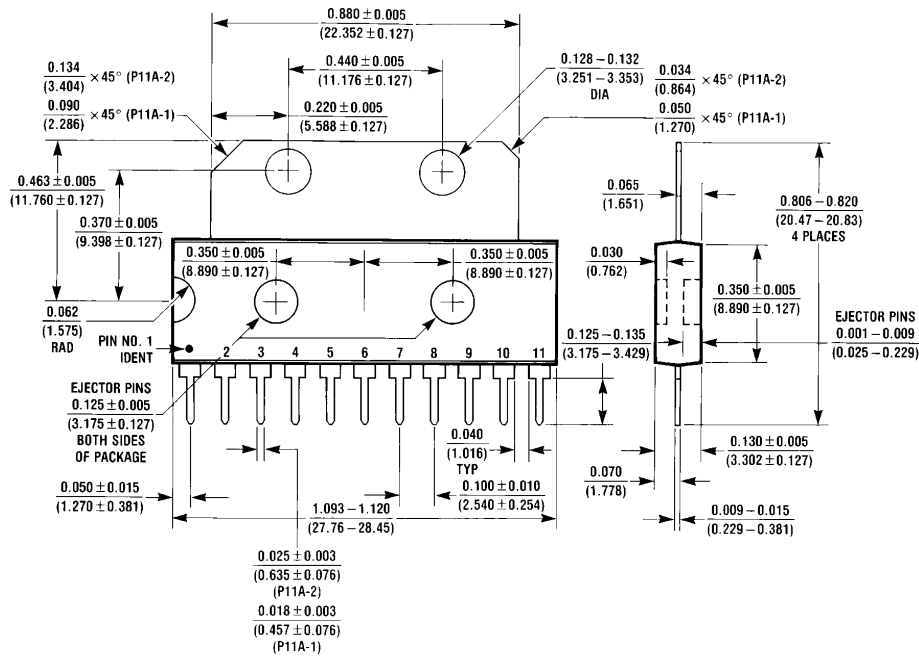 0.880 ± 0.005
(22.352 ± 0.127)
0.440 ± 0.005
(11.176 ± 0.127)
0.134
(3.404) × 45° (P11A-2)
0.090
(2.286) × 45° (P11A-1)
0.220 ± 0.005
(5.588 ± 0.127)
0.128 – 0.132
(3.251 – 3.353)
DIA
0.034
(0.864) × 45° (P11A-2)
0.050
(1.270) × 45° (P11A-1)
0.463 ± 0.005
(11.760 ± 0.127)
0.370 ± 0.005
(9.398 ± 0.127)
0.065
(1.651)
0.806 – 0.820
(20.47 – 20.83)
4 PLACES
0.350 ± 0.005
(8.890 ± 0.127)
0.350 ± 0.005
(8.890 ± 0.127)
0.030
(0.762)
0.350 ± 0.005
(8.890 ± 0.127)
0.062
(1.575)
RAD
EJECTOR PINS
0.001 – 0.009
(0.025 – 0.229)
PIN NO. 1
IDENT
0.125 – 0.135
(3.175 – 3.429)
2 3 4 5 6 7 8 9 10 11
EJECTOR PINS
0.125 ± 0.005
(3.175 ± 0.127)
BOTH SIDES
OF PACKAGE
0.040
(1.016)
TYP
0.130 ± 0.005
(3.302 ± 0.127)
0.070
(1.778)
0.050 ± 0.015
(1.270 ± 0.381)
0.100 ± 0.010
(2.540 ± 0.254)
1.093 – 1.120
(27.76 – 28.45)
0.009 – 0.015
(0.229 – 0.381)
0.025 ± 0.003
(0.635 ± 0.076)
(P11A-2)
0.018 ± 0.003
(0.457 ± 0.076)
(P11A-1)